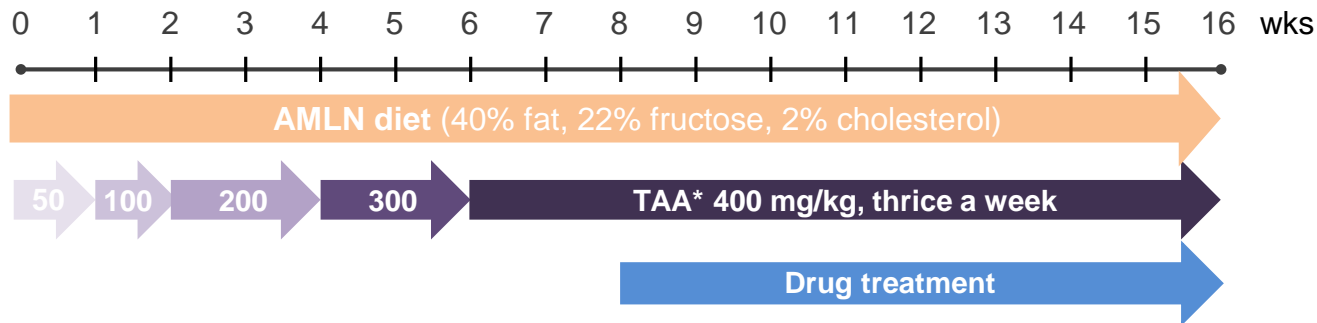 0 1 2 3 4 5 6 7 8 9 10 11 12 13 14 15 16 wks
AMLN diet (40% fat, 22% fructose, 2% cholesterol)
50 100 200 300 TAA* 400 mg/kg, thrice a week
Drug treatment